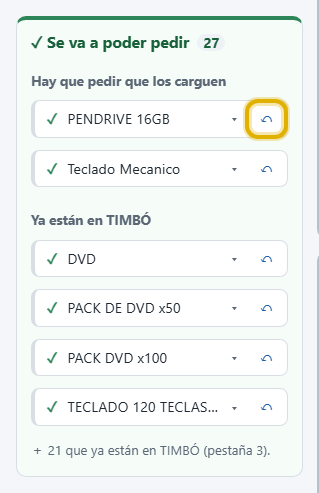 ✓ Se va a poder pedir 27
Hay que pedir que los carguen
✓ PENDRIVE 16GB
✓ Teclado Mecanico
Ya están en TIMBÓ
✓ DVD
✓ PACK DE DVD x50
✓ PACK DVD x100
✓ TECLADO 120 TECLAS...
+ 21 que ya están en TIMBÓ (pestaña 3).